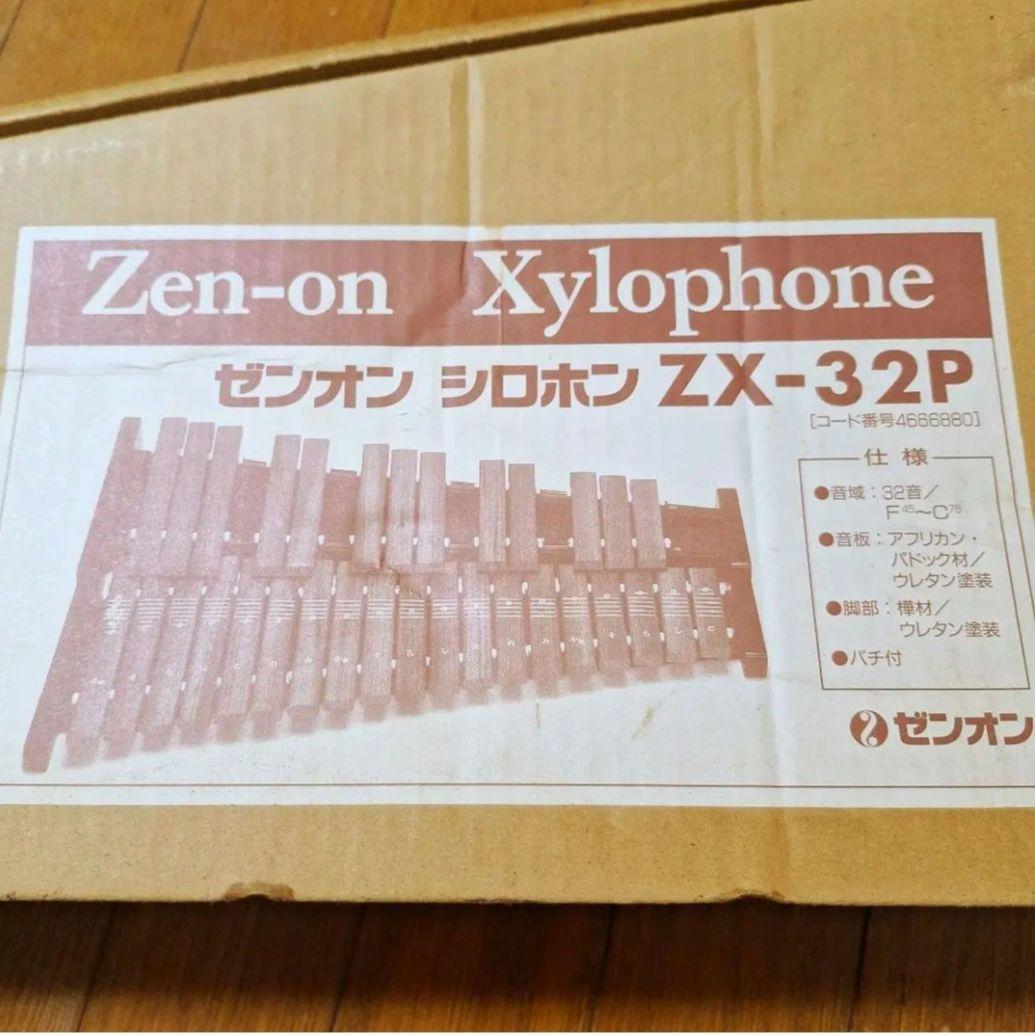 Zen-on Xylophone
ゼンオン シロホン ZX-32P
[コード番号4666880]
仕様
●音域：32音／
F45〜C76
●音板：アフリカン・
パドック材／
ウレタン塗装
●脚部：樺材／
ウレタン塗装
●バチ付
ゼンオン